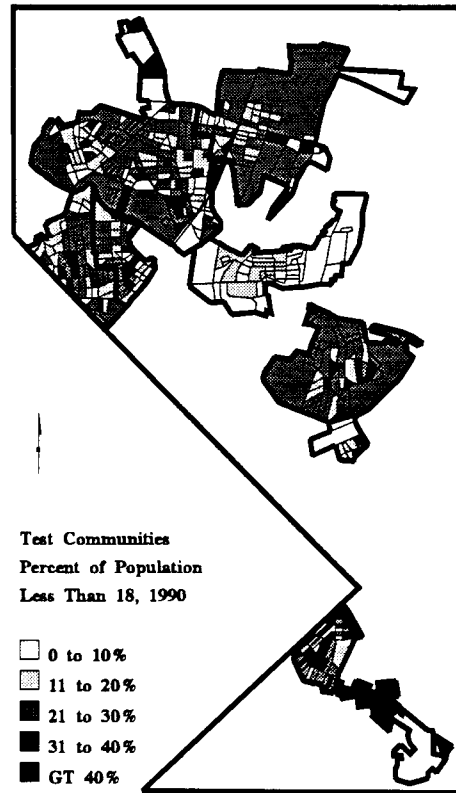 Test Communities
Percent of Population
Less Than 18, 1990
0 to 10%
11 to 20%
21 to 30%
31 to 40%
GT 40%